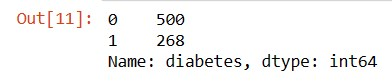 Out[11]: 0 500
1 268
Name: diabetes, dtype: int64